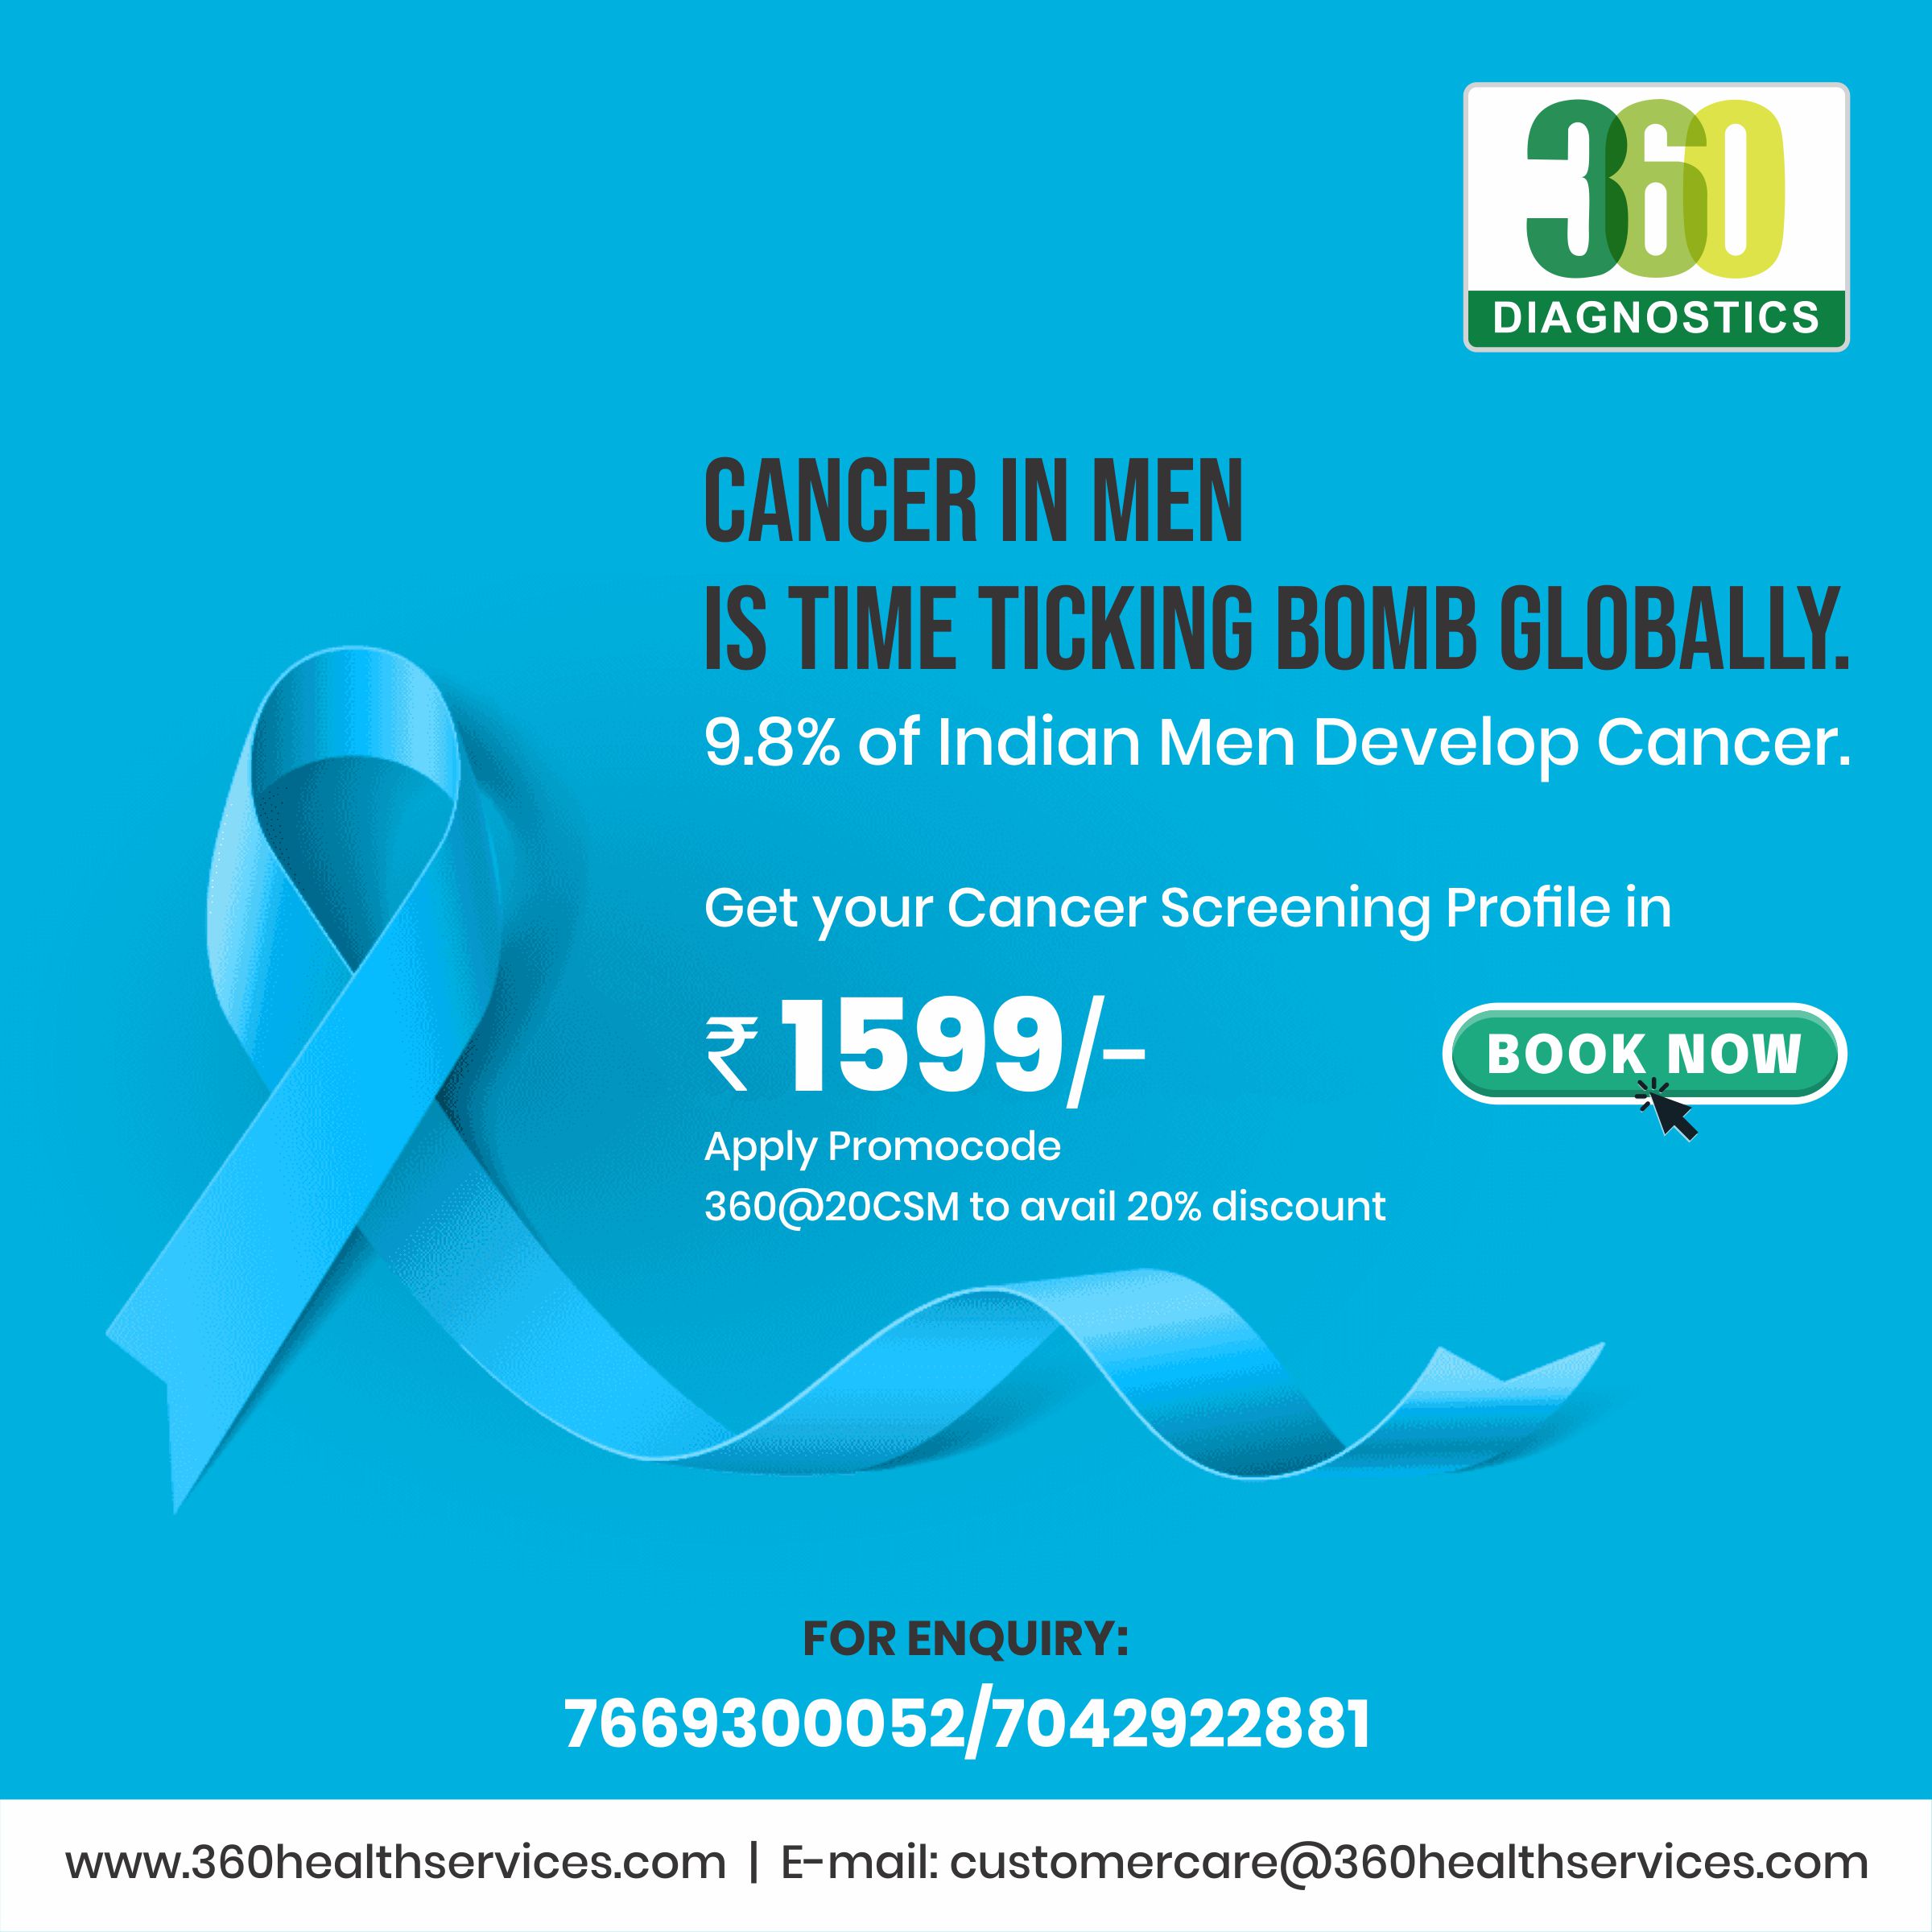 360
DIAGNOSTICS
CANCER IN MEN
IS TIME TICKING BOMB GLOBALLY.
9.8% of Indian Men Develop Cancer.
Get your Cancer Screening Profile in
₹ 1599/-
BOOK NOW
Apply Promocode
360@20CSM to avail 20% discount
FOR ENQUIRY:
7669300052/7042922881
www.360healthservices.com | E-mail: customercare@360healthservices.com